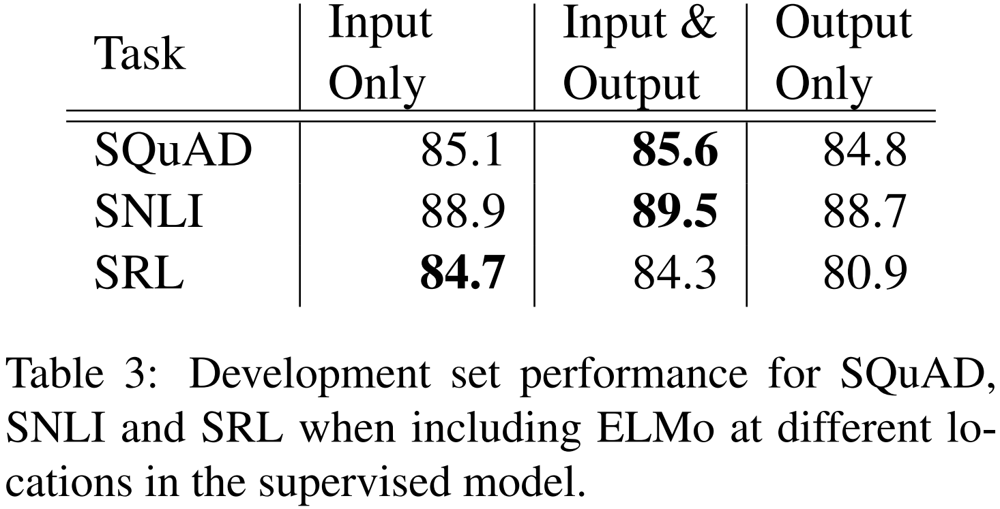 Task Input Only Input & Output Output Only
SQuAD 85.1 85.6 84.8
SNLI 88.9 89.5 88.7
SRL 84.7 84.3 80.9
Table 3: Development set performance for SQuAD,
SNLI and SRL when including ELMo at different lo-
cations in the supervised model.